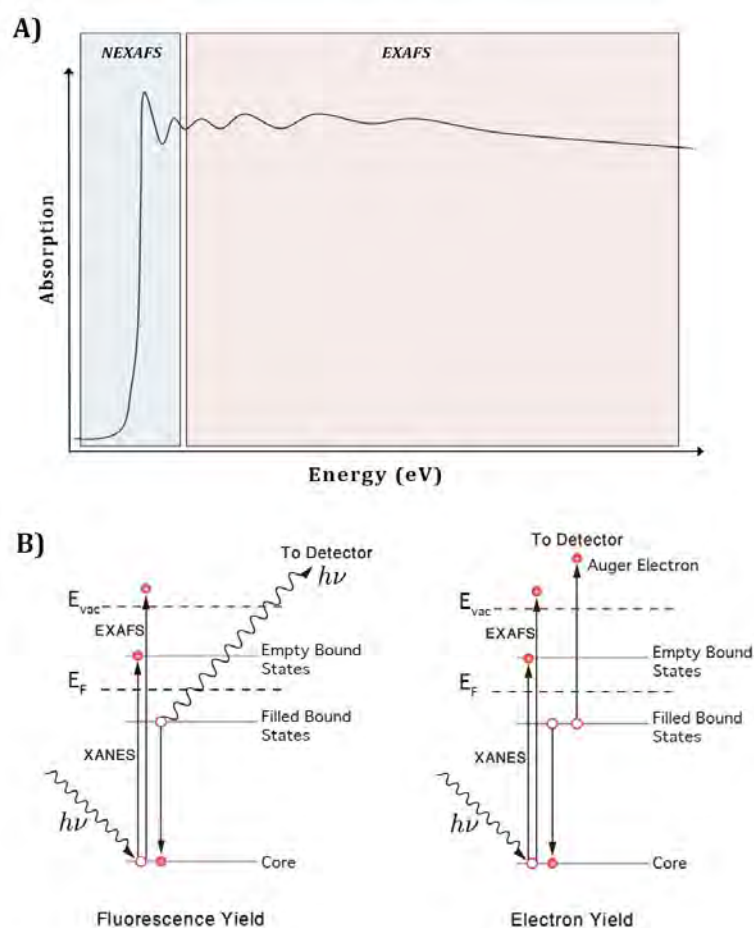 A)
NEXAFS
EXAFS
Absorption
Energy (eV)
B)
To Detector
hν
E_vac
EXAFS
Empty Bound
States
E_F
Filled Bound
States
XANES
hν
Core
Fluorescence Yield
To Detector
Auger Electron
E_vac
EXAFS
Empty Bound
States
E_F
Filled Bound
States
XANES
hν
Core
Electron Yield